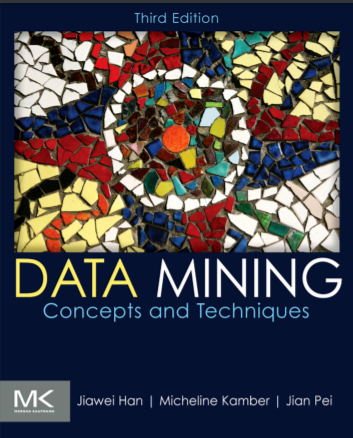 Third Edition
DATA MINING
Concepts and Techniques
MK
MORGAN KAUFMANN
Jiawei Han | Micheline Kamber | Jian Pei